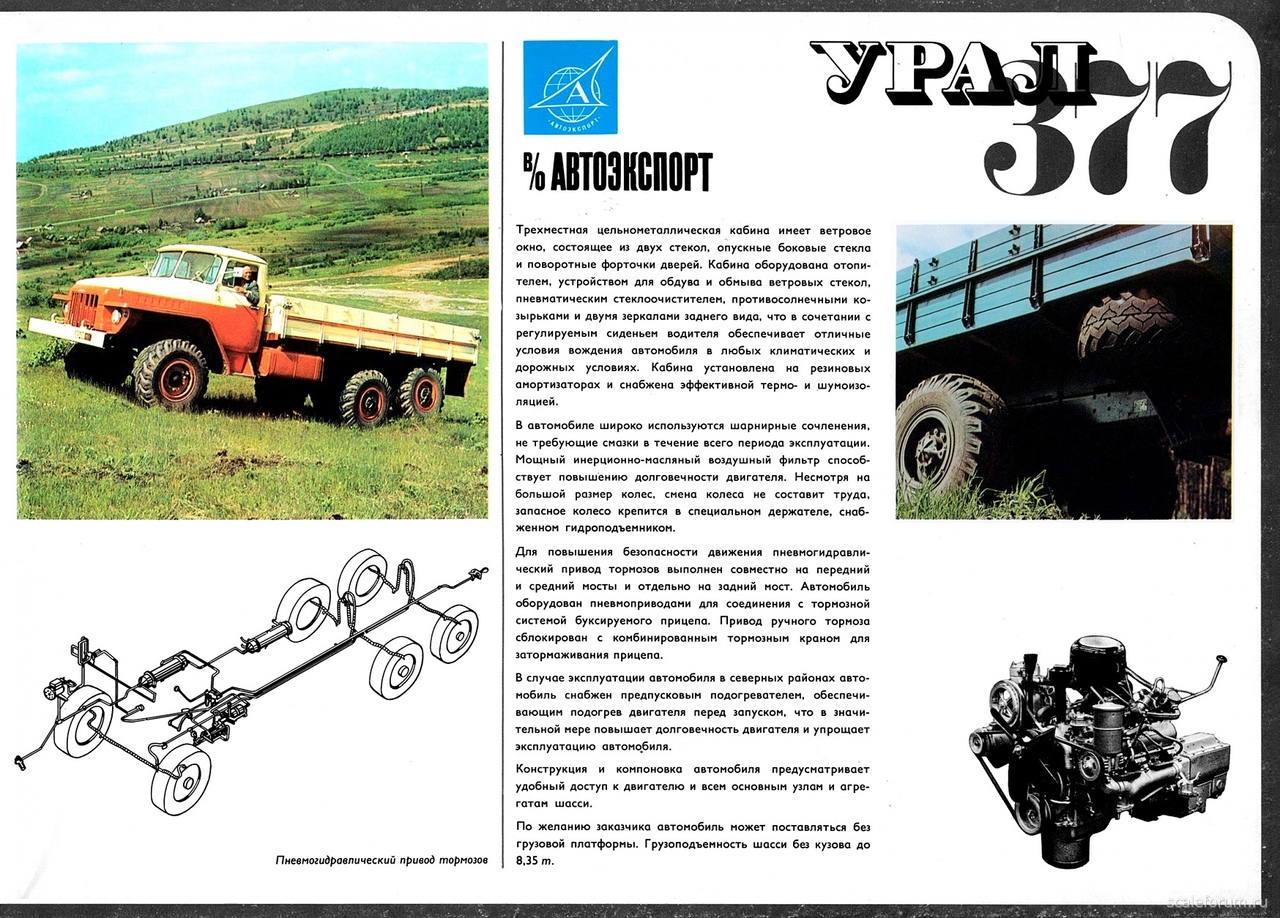 УРАЛ
377
АВТОЭКСПОРТ
В/О АВТОЭКСПОРТ
Трехместная цельнометаллическая кабина имеет ветровое
окно, состоящее из двух стекол, опускные боковые стекла
и поворотные форточки дверей. Кабина оборудована отопи-
телем, устройством для обдува и обмыва ветровых стекол,
пневматическим стеклоочистителем, противосолнечными ко-
зырьками и двумя зеркалами заднего вида, что в сочетании с
регулируемым сиденьем водителя обеспечивает отличные
условия вождения автомобиля в любых климатических и
дорожных условиях. Кабина установлена на резиновых
амортизаторах и снабжена эффективной термо- и шумоизо-
ляцией.
В автомобиле широко используются шарнирные сочленения,
не требующие смазки в течение всего периода эксплуатации.
Мощный инерционно-масляный воздушный фильтр способ-
ствует повышению долговечности двигателя. Несмотря на
большой размер колес, смена колеса не составит труда,
запасное колесо крепится в специальном держателе, снаб-
женном гидроподъемником.
Для повышения безопасности движения пневмогидравли-
ческий привод тормозов выполнен совместно на передний
и средний мосты и отдельно на задний мост. Автомобиль
оборудован пневмоприводами для соединения с тормозной
системой буксируемого прицепа. Привод ручного тормоза
сблокирован с комбинированным тормозным краном для
затормаживания прицепа.
В случае эксплуатации автомобиля в северных районах авто-
мобиль снабжен предпусковым подогревателем, обеспечи-
вающим подогрев двигателя перед запуском, что в значи-
тельной мере повышает долговечность двигателя и упрощает
эксплуатацию автомобиля.
Конструкция и компоновка автомобиля предусматривает
удобный доступ к двигателю и всем основным узлам и агре-
гатам шасси.
По желанию заказчика автомобиль может поставляться без
грузовой платформы. Грузоподъемность шасси без кузова до
8,35 т.
Пневмогидравлический привод тормозов
scaleforum.ru